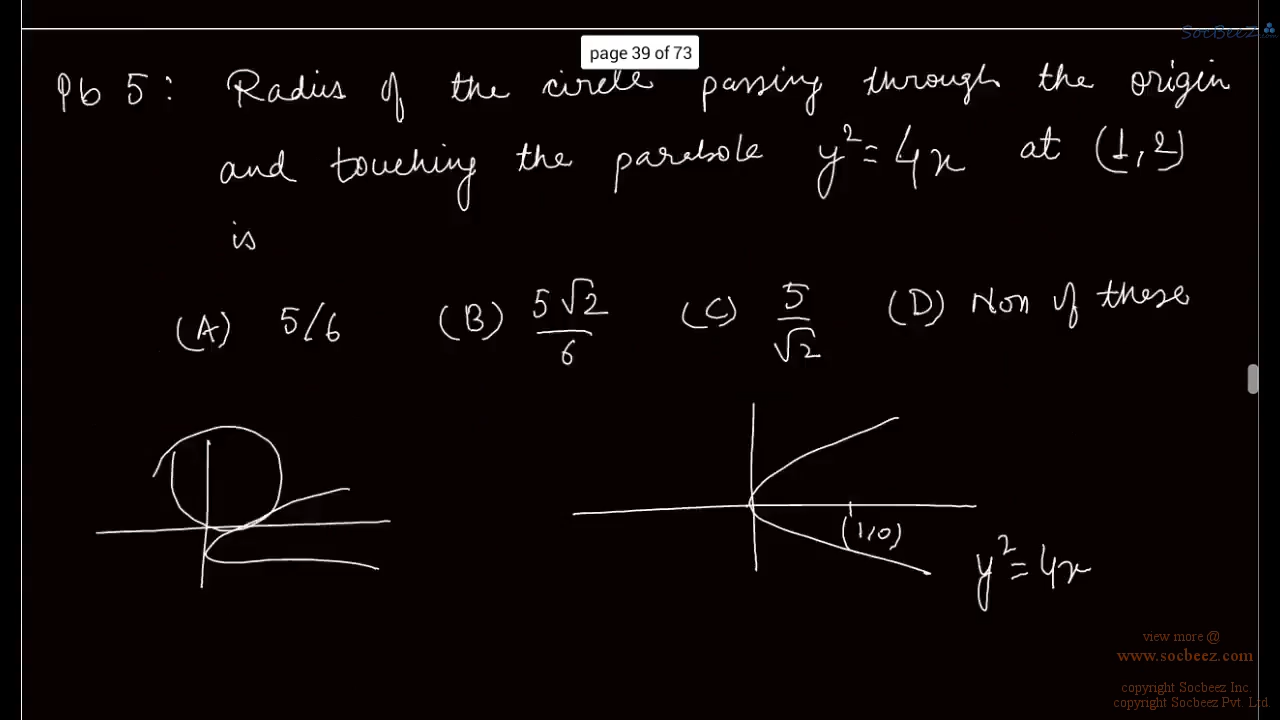 SocBeeZ
page 39 of 73
Pb 5 : Radius of the circle passing through the origin
and touching the parabola y² = 4x at (1, 2)
is
(A) 5/6 (B) 5√2/6 (C) 5/√2 (D) Non of these
(1,0)
y² = 4x
view more @
www.socbeez.com
copyright Socbeez Inc.
copyright Socbeez Pvt. Ltd.